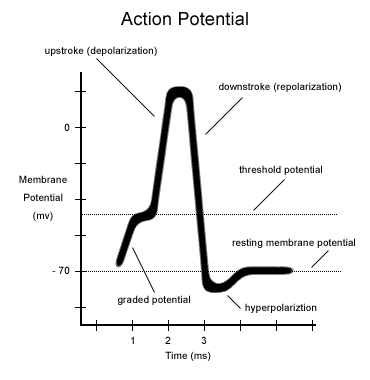 Action Potential
upstroke (depolarization)
downstroke (repolarization)
0
threshold potential
Membrane
Potential
(mv)
resting membrane potential
- 70
graded potential
hyperpolariztion
1 2 3
Time (ms)